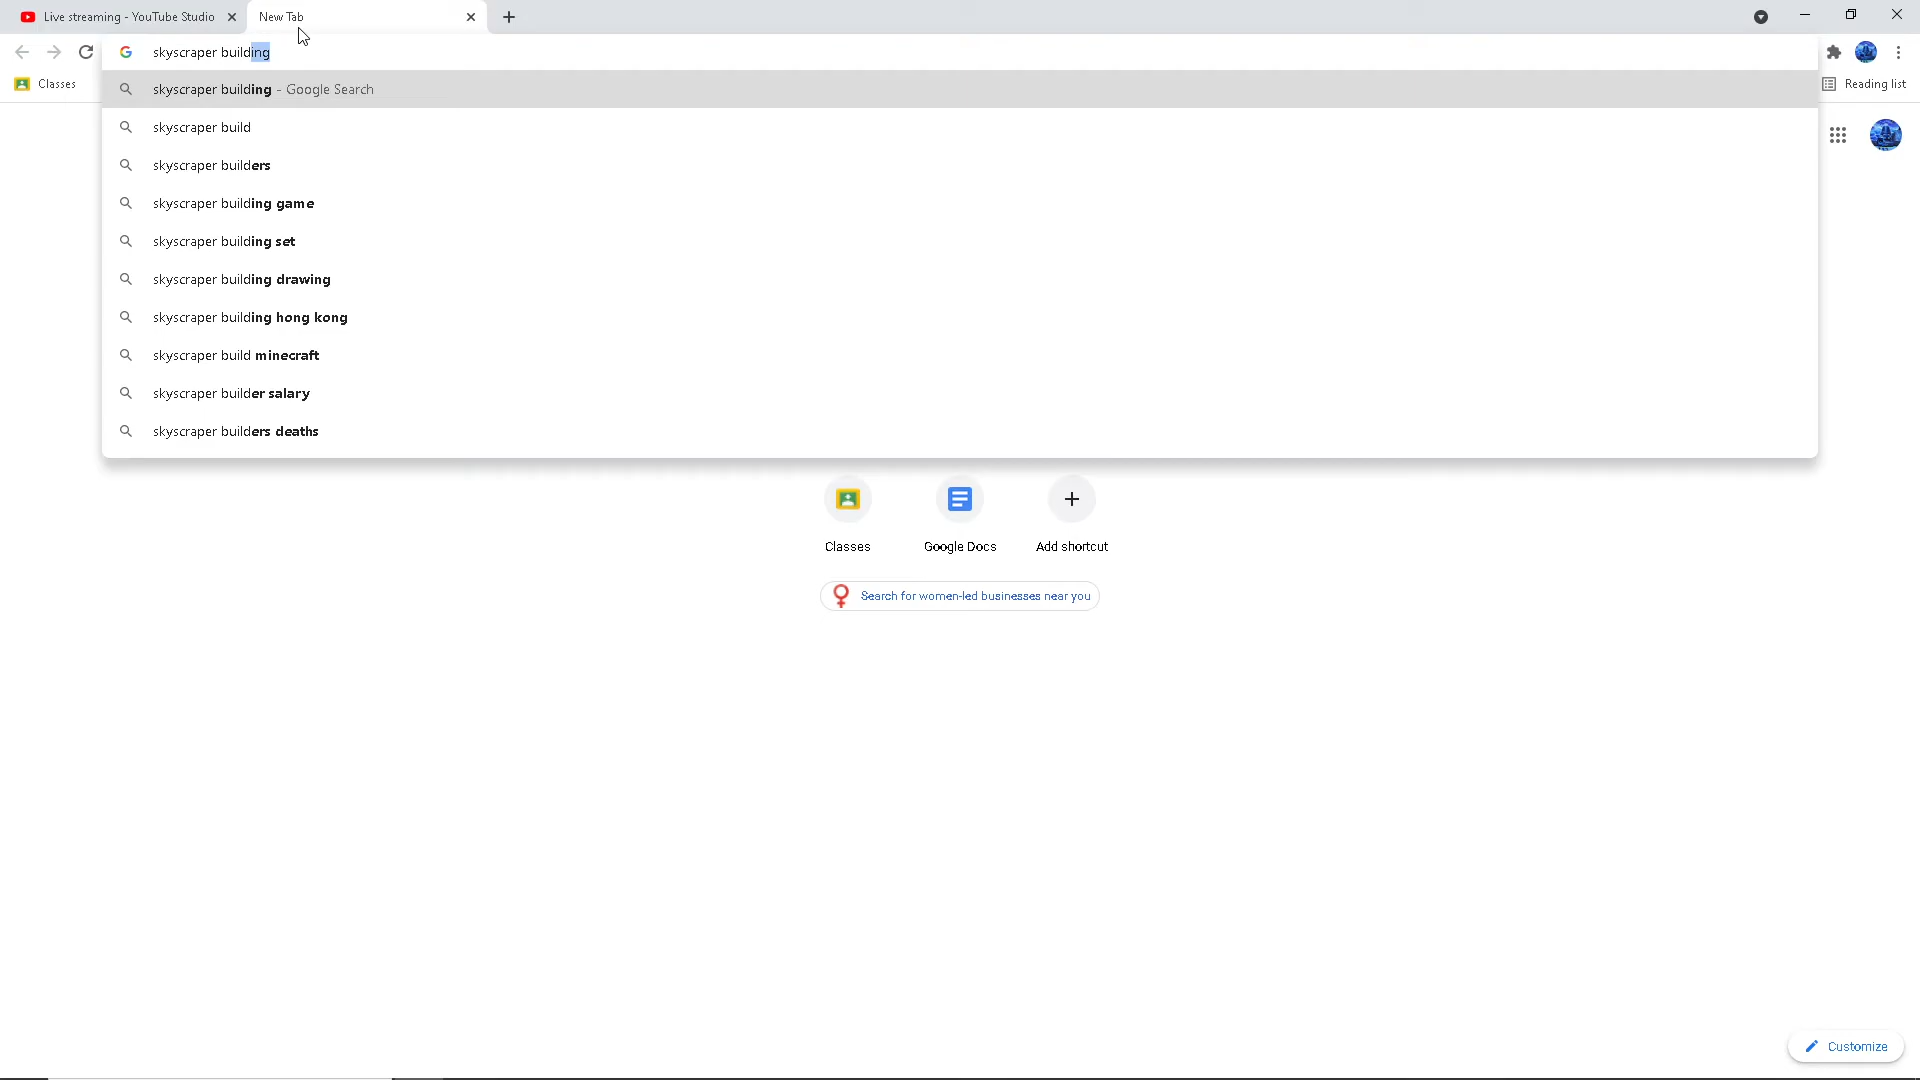 Live streaming - YouTube Studio
New Tab
skyscraper building
Classes
Reading list
skyscraper building - Google Search
skyscraper build
skyscraper builders
skyscraper building game
skyscraper building set
skyscraper building drawing
skyscraper building hong kong
skyscraper build minecraft
skyscraper builder salary
skyscraper builders deaths
Classes
Google Docs
Add shortcut
Search for women-led businesses near you
Customize